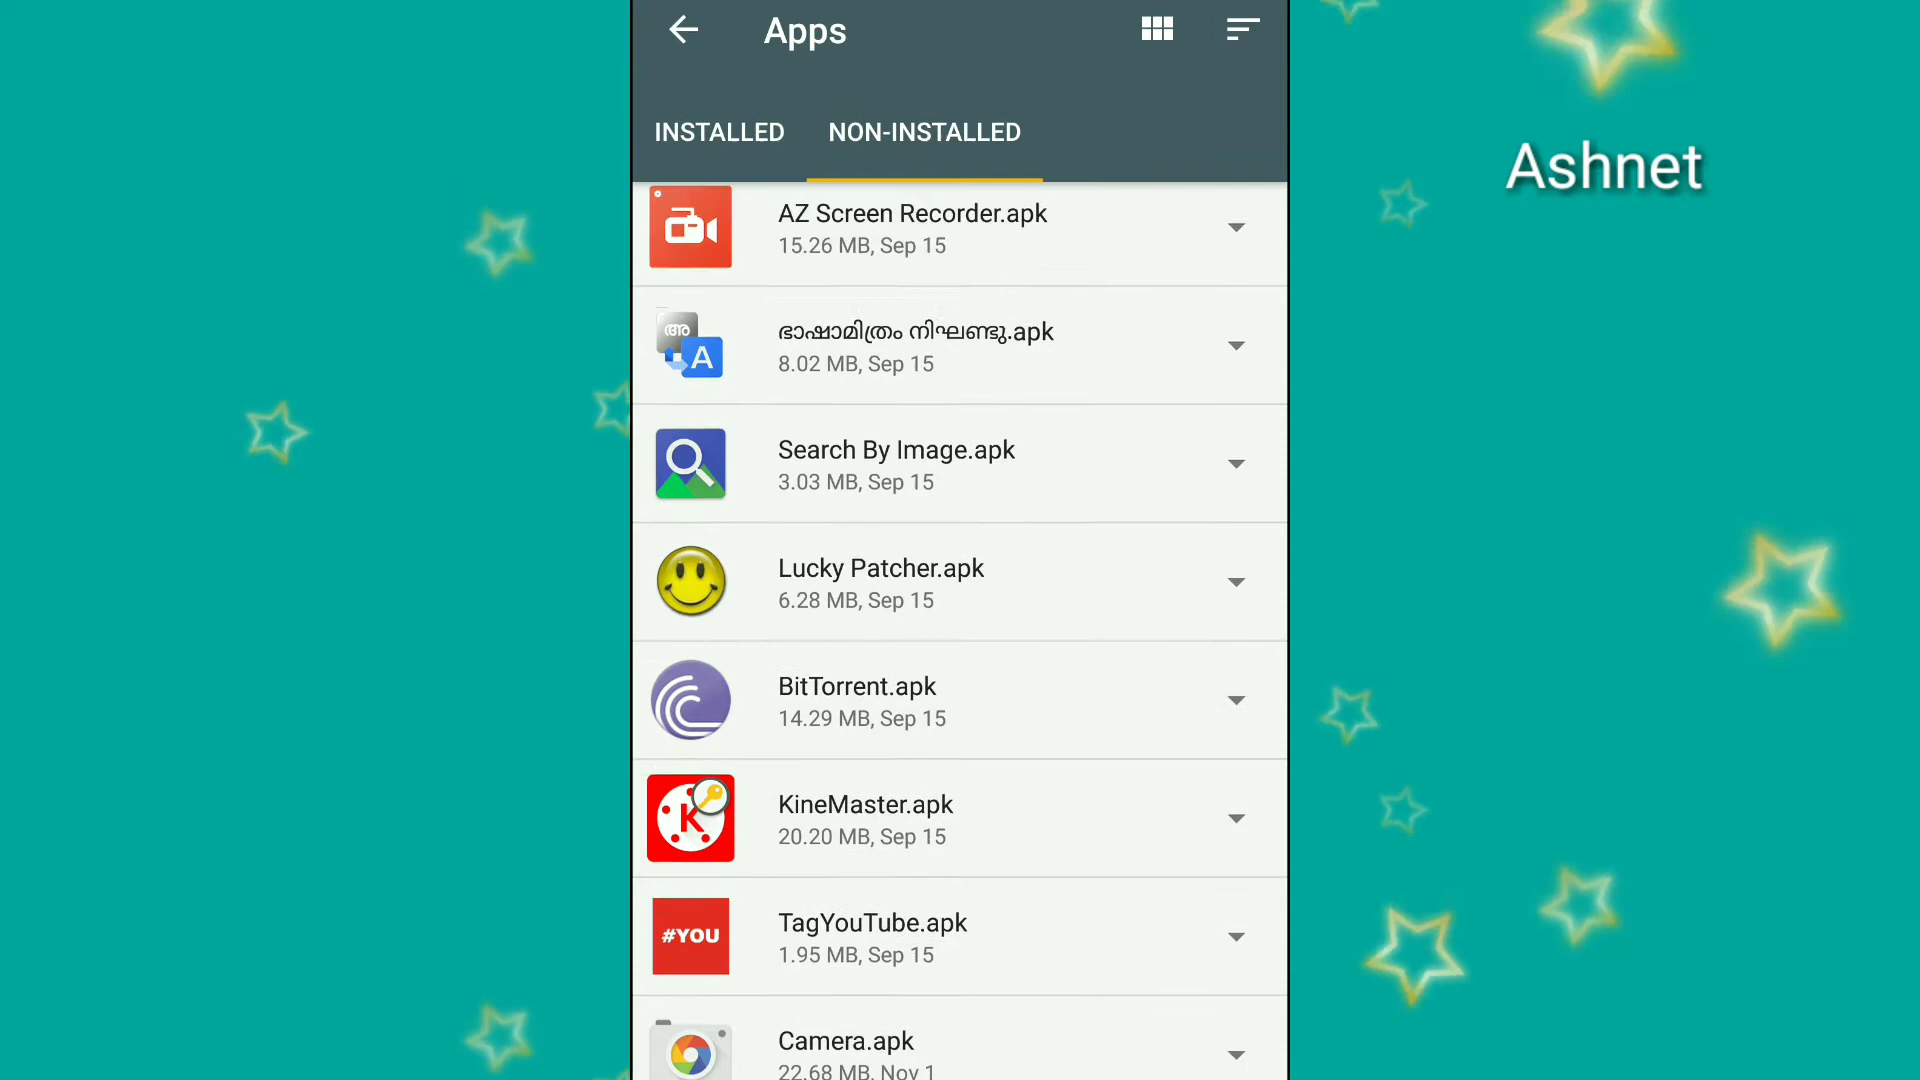 Apps
INSTALLED NON-INSTALLED
Ashnet
AZ Screen Recorder.apk
15.26 MB, Sep 15
ഭാഷാമിത്രം നിഘണ്ടു.apk
8.02 MB, Sep 15
അ
A
Search By Image.apk
3.03 MB, Sep 15
Lucky Patcher.apk
6.28 MB, Sep 15
BitTorrent.apk
14.29 MB, Sep 15
KineMaster.apk
20.20 MB, Sep 15
K
TagYouTube.apk
1.95 MB, Sep 15
#YOU
Camera.apk
22.68 MB, Nov 1